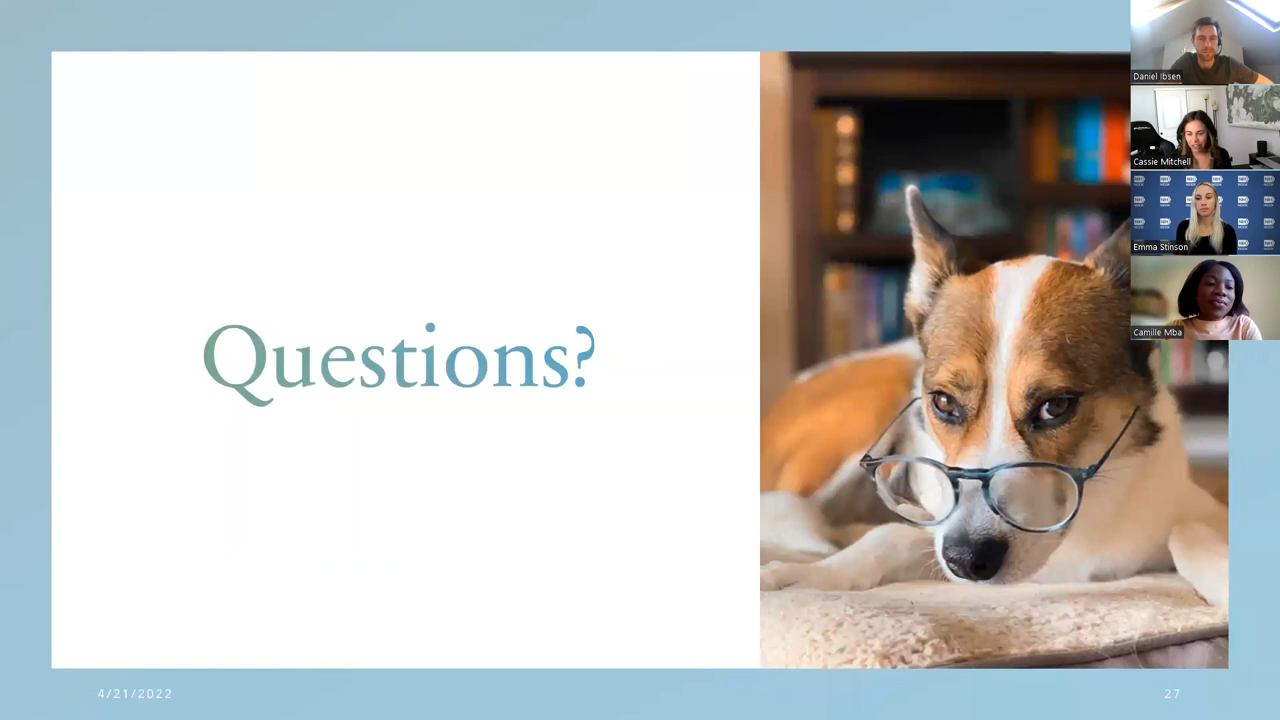 Questions?
4/21/2022
27
Daniel Ibsen
Cassie Mitchell
Emma Stinson
Camille Mba